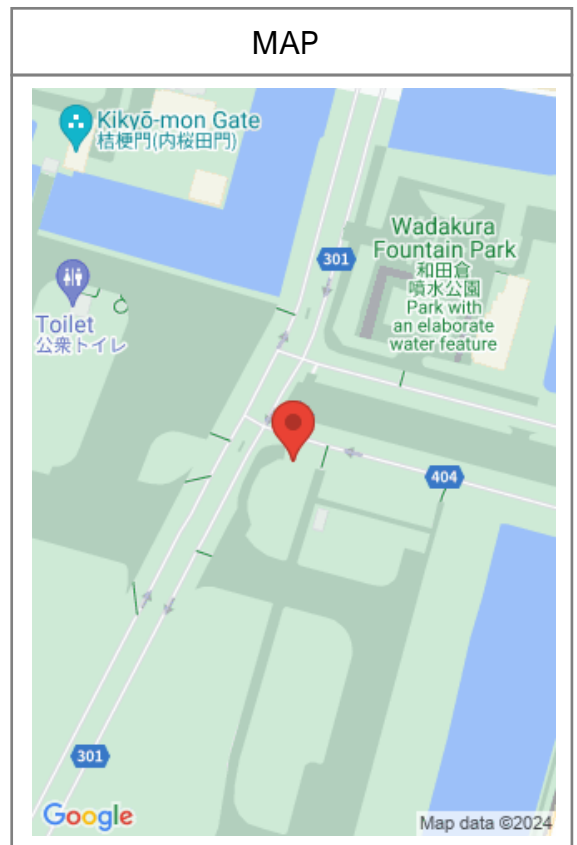 MAP
Kikyō-mon Gate
桔梗門(内桜田門)
Wadakura
Fountain Park
和田倉
噴水公園
Park with
an elaborate
water feature
301
Toilet
公衆トイレ
404
301
Google
Map data ©2024